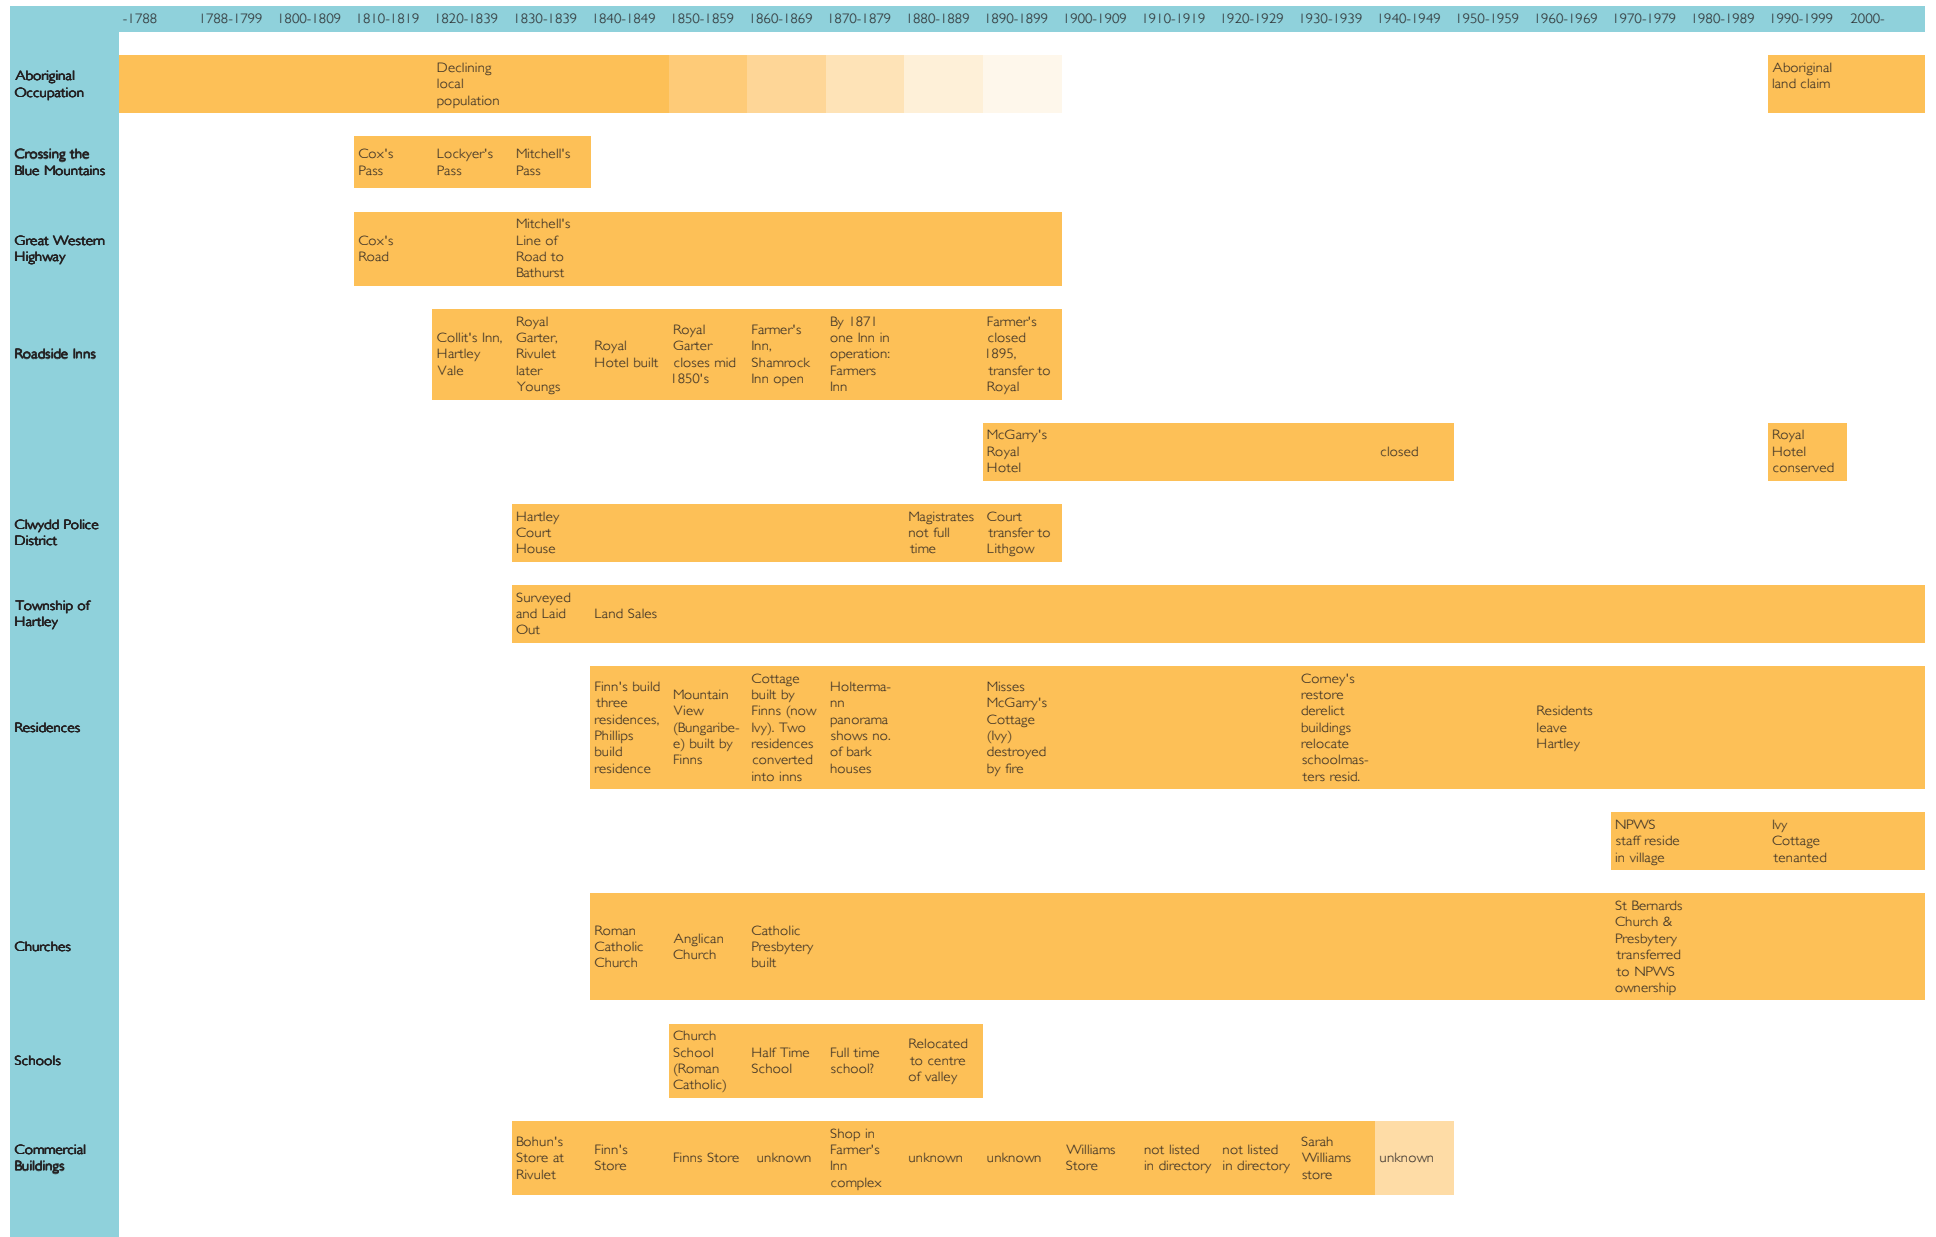 -1788 1788-1799 1800-1809 1810-1819 1820-1839 1830-1839 1840-1849 1850-1859 1860-1869 1870-1879 1880-1889 1890-1899 1900-1909 1910-1919 1920-1929 1930-1939 1940-1949 1950-1959 1960-1969 1970-1979 1980-1989 1990-1999 2000-
Aboriginal
Occupation
Declining
local
population
Aboriginal
land claim
Crossing the
Blue Mountains
Cox's
Pass
Lockyer's
Pass
Mitchell's
Pass
Great Western
Highway
Cox's
Road
Mitchell's
Line of
Road to
Bathurst
Roadside Inns
Collit's Inn,
Hartley
Vale
Royal
Garter,
Rivulet
later
Youngs
Royal
Hotel built
Royal
Garter
closes mid
1850's
Farmer's
Inn,
Shamrock
Inn open
By 1871
one Inn in
operation:
Farmers
Inn
Farmer's
closed
1895,
transfer to
Royal
McGarry's
Royal
Hotel
closed
Royal
Hotel
conserved
Clwydd Police
District
Hartley
Court
House
Magistrates
not full
time
Court
transfer to
Lithgow
Township of
Hartley
Surveyed
and Laid
Out
Land Sales
Residences
Finn's build
three
residences,
Phillips
build
residence
Mountain
View
(Bungaribe-
e) built by
Finns
Cottage
built by
Finns (now
Ivy). Two
residences
converted
into inns
Holterma-
nn
panorama
shows no.
of bark
houses
Misses
McGarry's
Cottage
(Ivy)
destroyed
by fire
Corney's
restore
derelict
buildings
relocate
schoolmas-
ters resid.
Residents
leave
Hartley
NPWS
staff reside
in village
Ivy
Cottage
tenanted
Churches
Roman
Catholic
Church
Anglican
Church
Catholic
Presbytery
built
St Bernards
Church &
Presbytery
transferred
to NPWS
ownership
Schools
Church
School
(Roman
Catholic)
Half Time
School
Full time
school?
Relocated
to centre
of valley
Commercial
Buildings
Bohun's
Store at
Rivulet
Finn's
Store
Finns Store
unknown
Shop in
Farmer's
Inn
complex
unknown
unknown
Williams
Store
not listed
in directory
not listed
in directory
Sarah
Williams
store
unknown